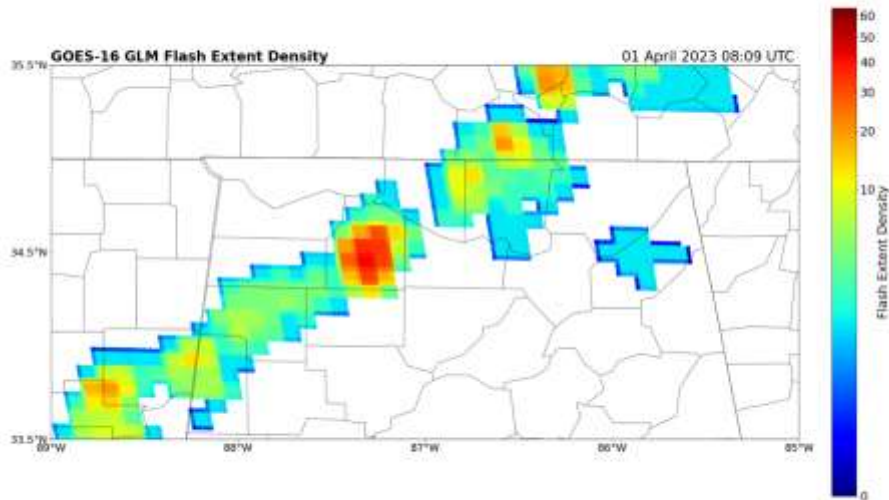 GOES-16 GLM Flash Extent Density 01 April 2023 08:09 UTC
35.5°N
34.5°N
33.5°N
89°W 88°W 87°W 86°W 85°W
60
50
40
30
20
10
0
Flash Extent Density